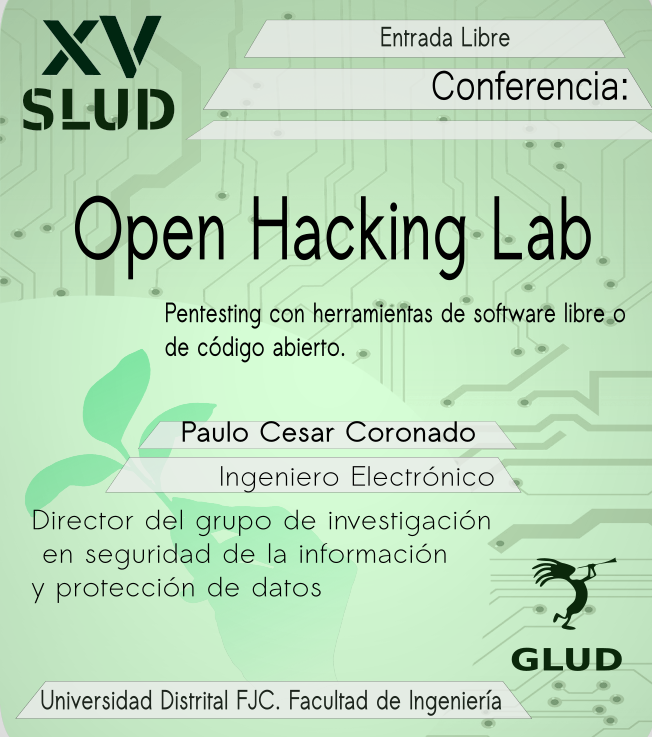 XV
SLUD
Entrada Libre
Conferencia:
Open Hacking Lab
Pentesting con herramientas de software libre o
de código abierto.
Paulo Cesar Coronado
Ingeniero Electrónico
Director del grupo de investigación
en seguridad de la información
y protección de datos
GLUD
Universidad Distrital FJC. Facultad de Ingeniería